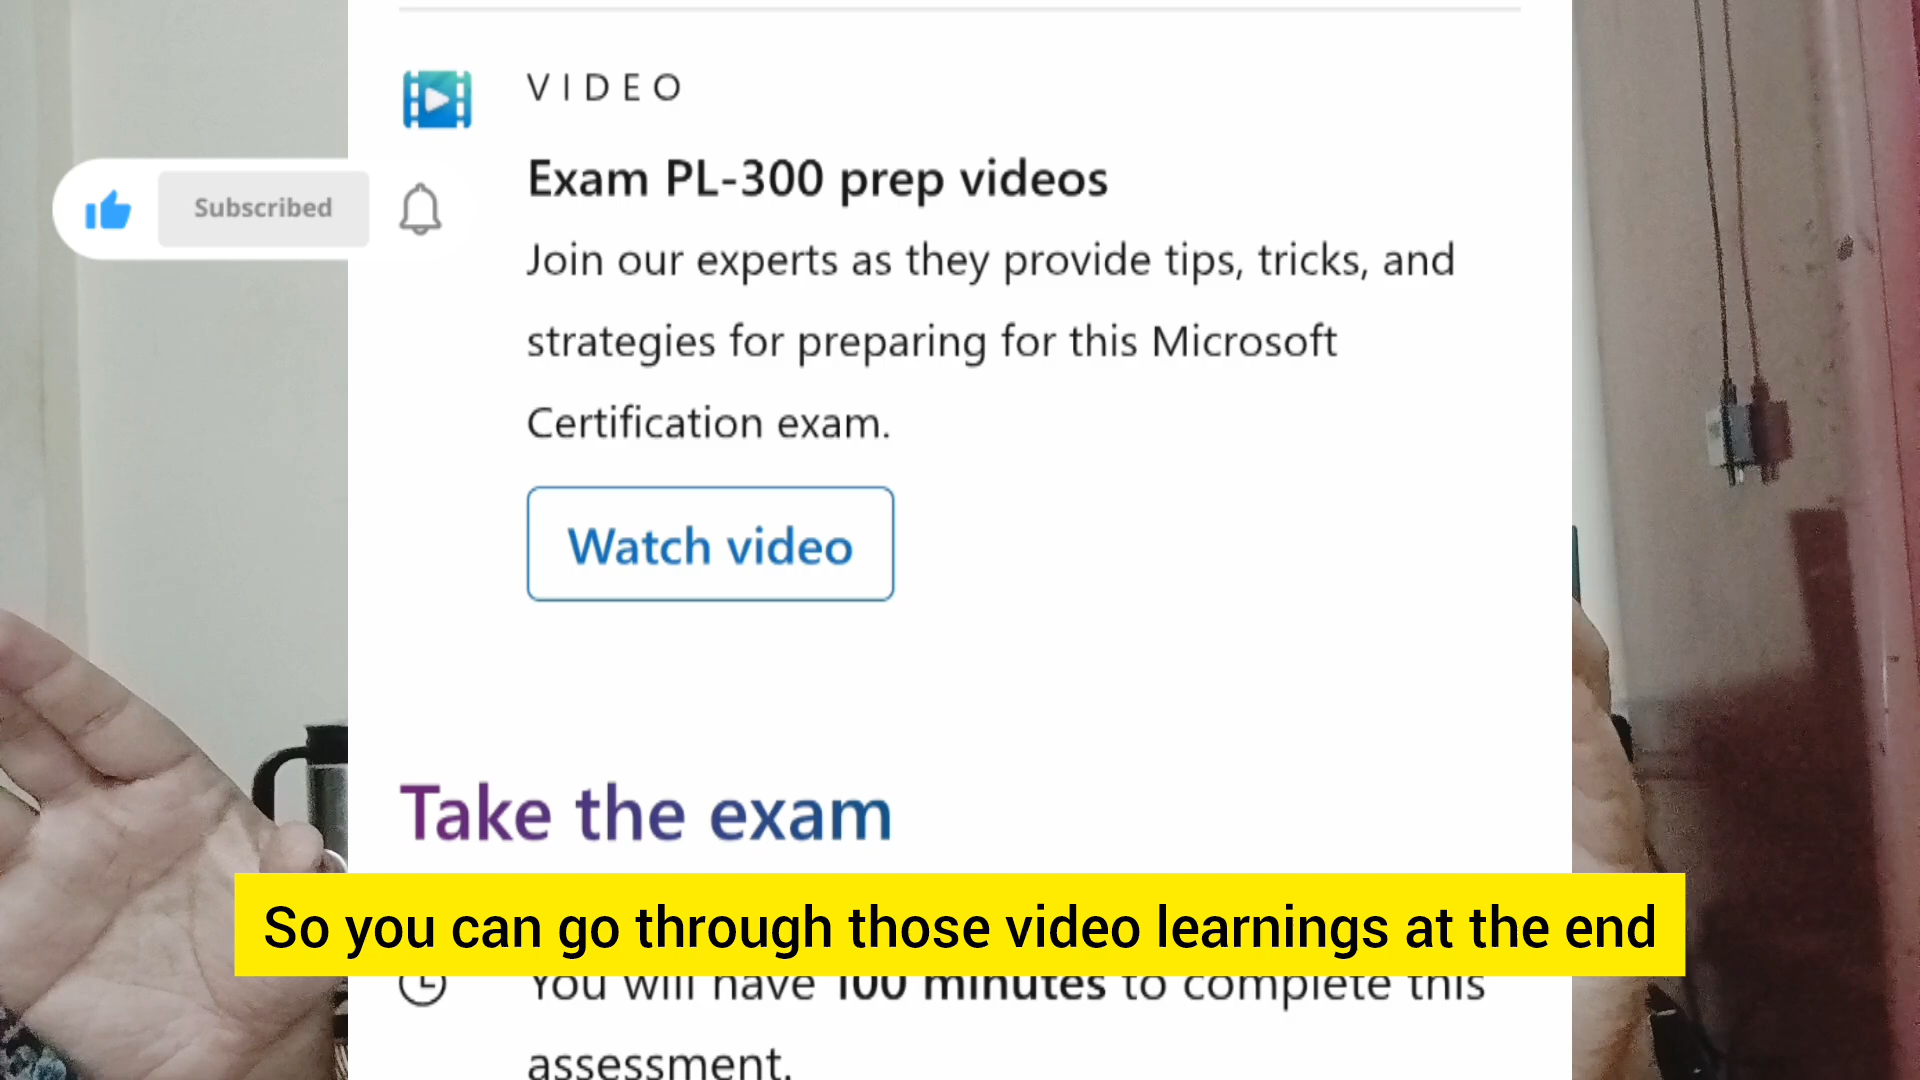 VIDEO
Subscribed
Exam PL-300 prep videos
Join our experts as they provide tips, tricks, and
strategies for preparing for this Microsoft
Certification exam.
Watch video
Take the exam
So you can go through those video learnings at the end
You will have 100 minutes to complete this
assessment.